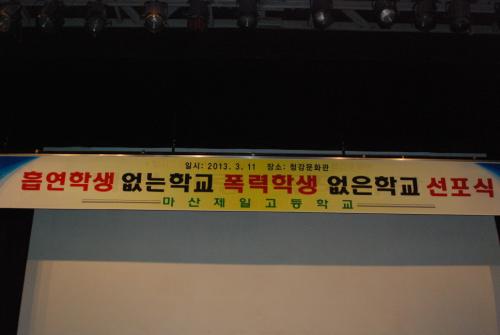 일시: 2013. 3. 11 장소: 청강문화관
흡연학생 없는학교 폭력학생 없은학교 선포식
마산제일고등학교